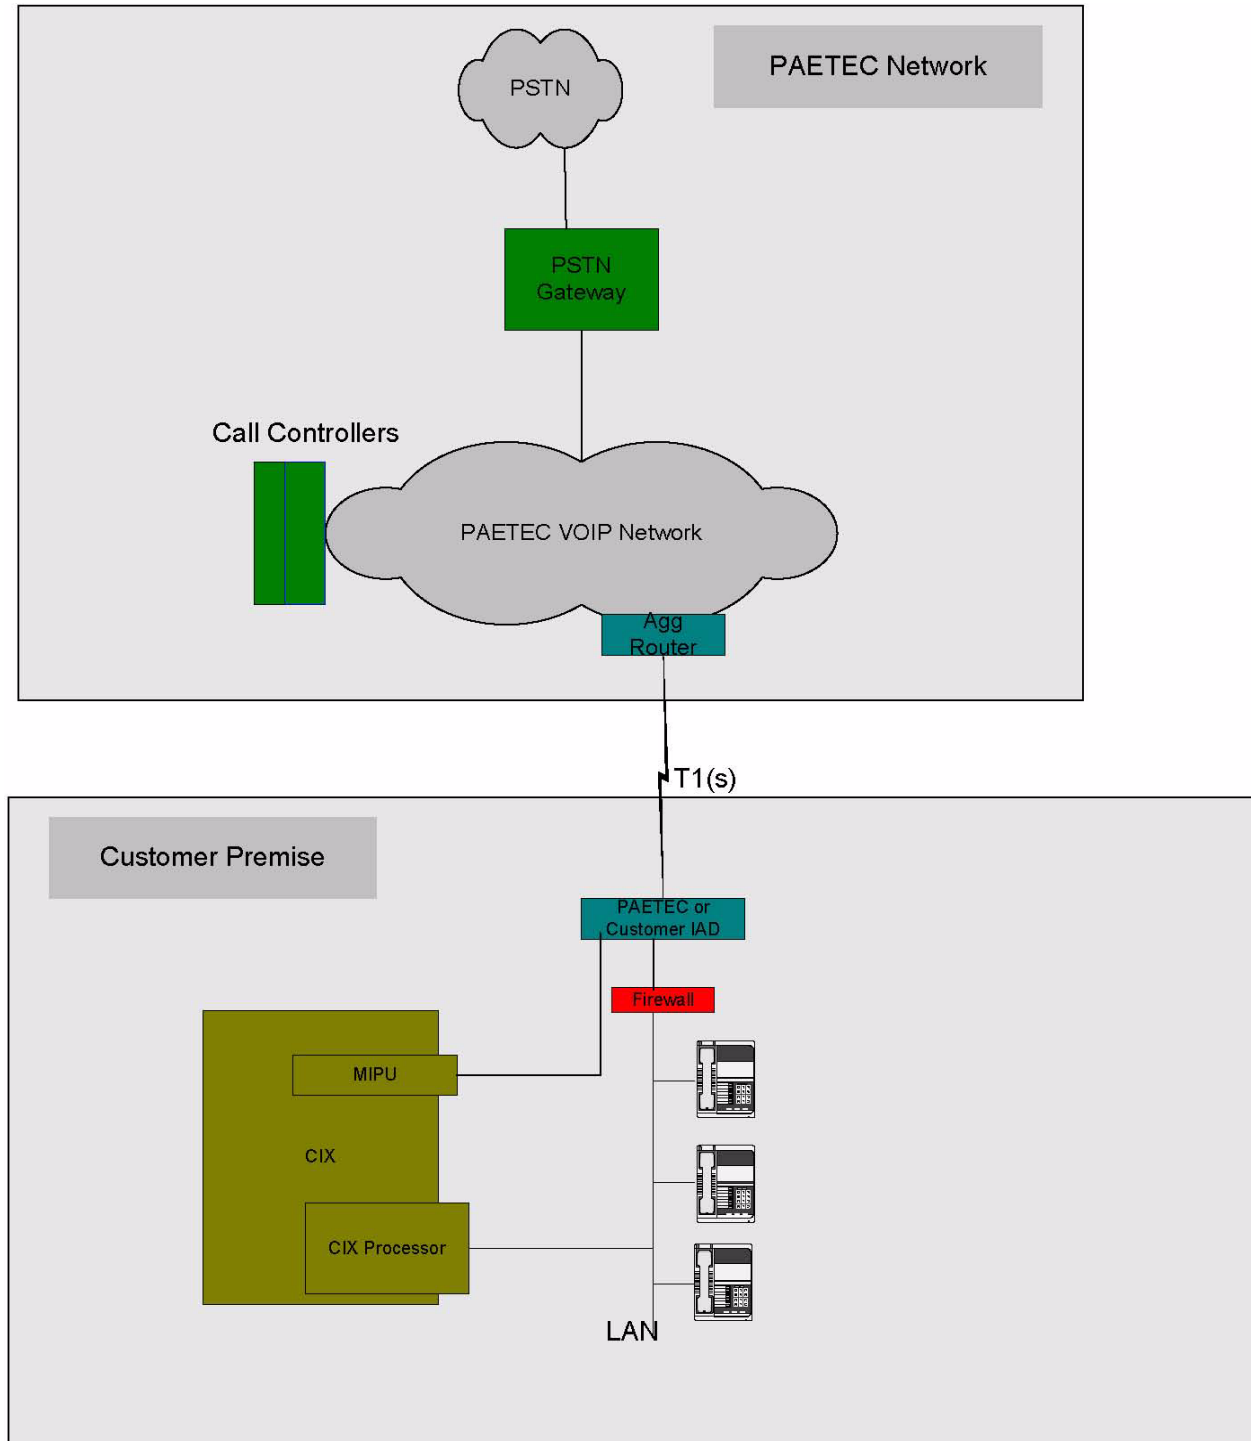 PAETEC Network
PSTN
PSTN
Gateway
Call Controllers
PAETEC VOIP Network
Agg
Router
T1(s)
Customer Premise
PAETEC or
Customer IAD
Firewall
MIPU
CIX
CIX Processor
LAN